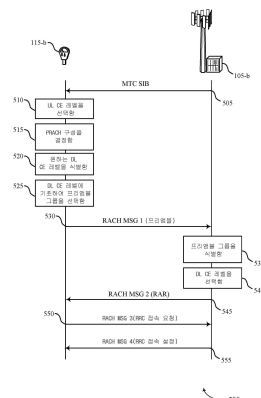 115-b
105-b
MTC SIB
505
510
UL CE 레벨을
선택함
515
PRACH 구성을
결정함
520
원하는 DL
CE 레벨을 식별함
525
DL CE 레벨에
기초하여 프리앰블
그룹을 선택함
530
RACH MSG 1 (프리앰블)
프리앰블 그룹을
식별함
53
DL CE 레벨을
선택함
54
RACH MSG 2 (RAR)
545
550
RACH MSG 3(RRC 접속 요청)
RACH MSG 4(RRC 접속 설정)
555